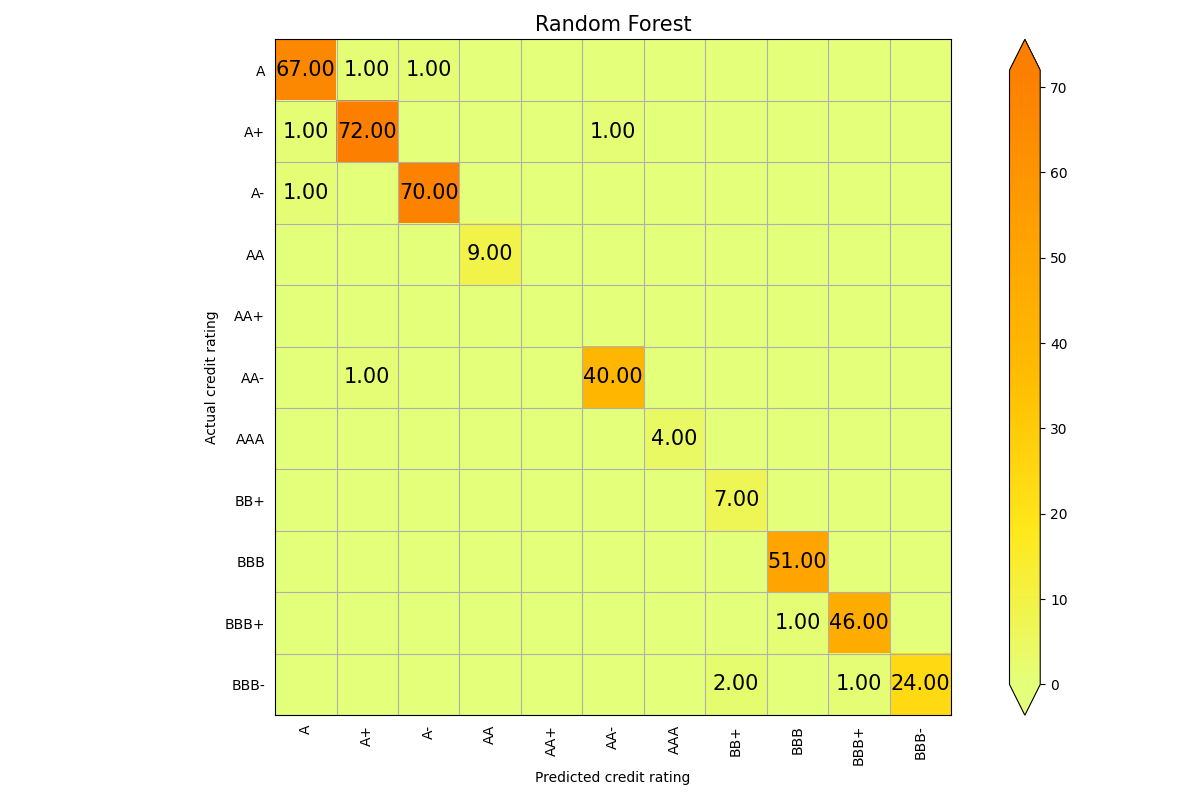 Random Forest
A 67.00 1.00 1.00
70
A+ 1.00 72.00 1.00
60
A- 1.00 70.00
AA 9.00
50
AA+
Actual credit rating
40
AA- 1.00 40.00
AAA 4.00
30
BB+ 7.00
20
BBB 51.00
10
BBB+ 1.00 46.00
BBB- 2.00 1.00 24.00
0
A A+ A- AA AA+ AA- AAA BB+ BBB BBB+ BBB-
Predicted credit rating